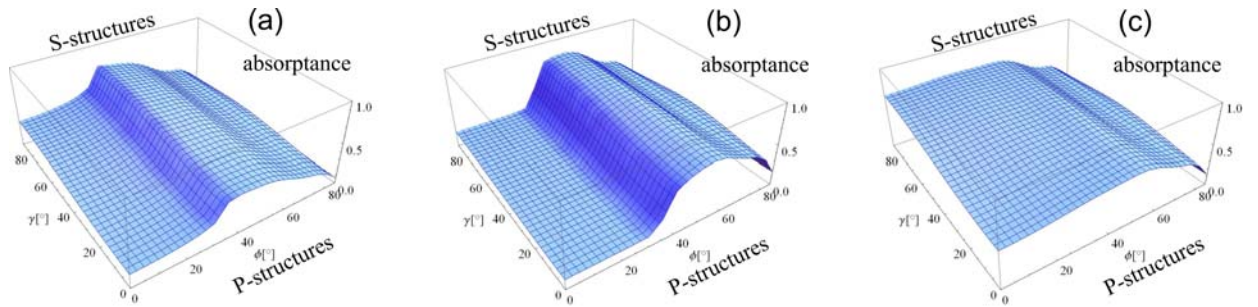 (a)
S-structures
absorptance
1.0
0.5
0.0
80
60
40
20
0
γ[°]
0
20
40
60
80
ϕ[°]
P-structures
(b)
S-structures
absorptance
1.0
0.5
0.0
80
60
40
20
0
γ[°]
0
20
40
60
80
ϕ[°]
P-structures
(c)
S-structures
absorptance
1.0
0.5
0.0
80
60
40
20
0
γ[°]
0
20
40
60
80
ϕ[°]
P-structures